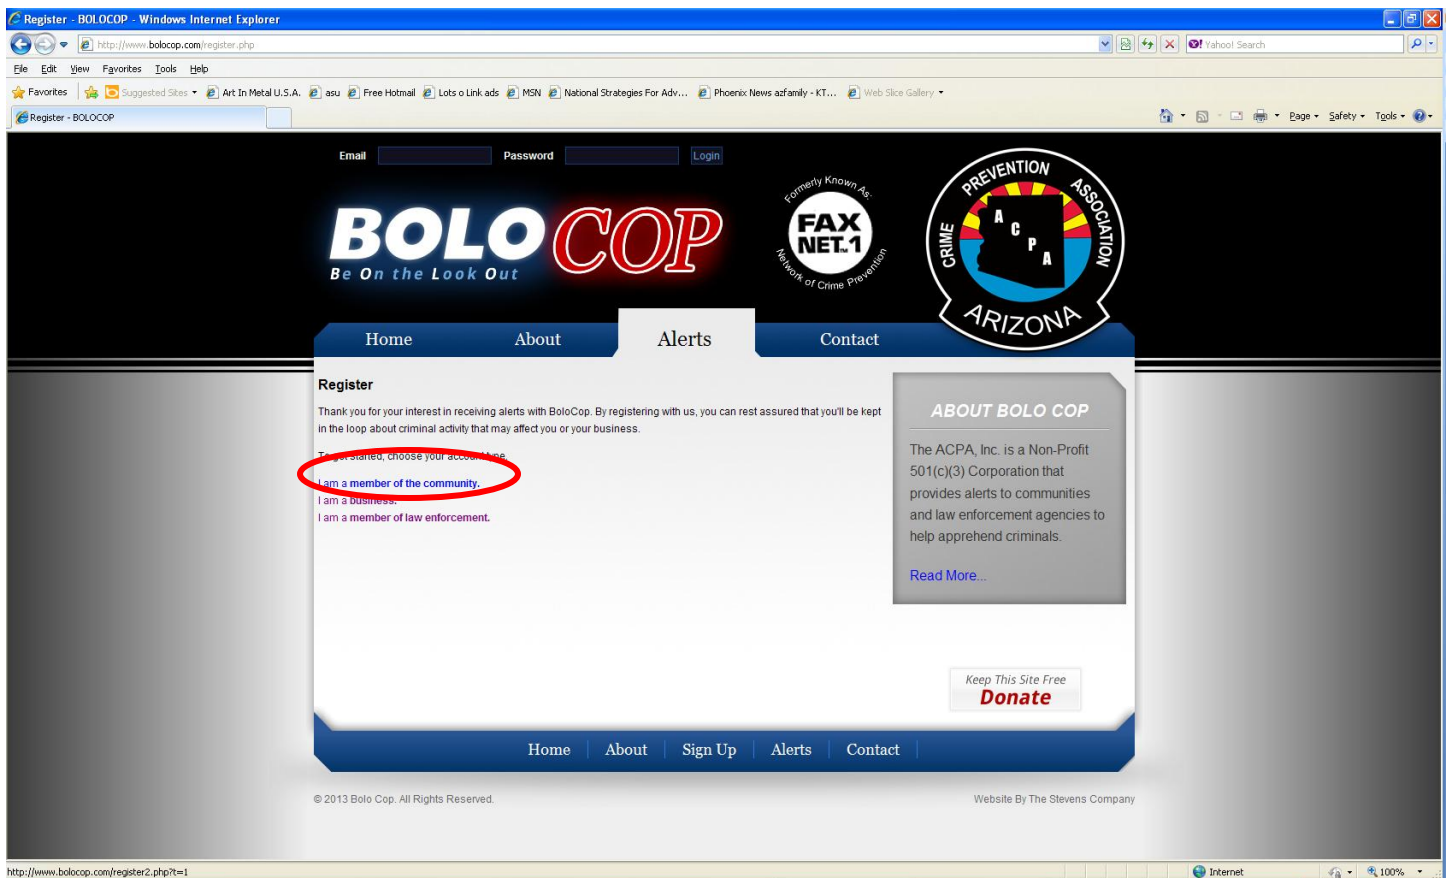 Register - BOLOCOP - Windows Internet Explorer
http://www.bolocop.com/register.php
Yahoo! Search
File Edit View Favorites Tools Help
Favorites Suggested Sites Art In Metal U.S.A. asu Free Hotmail Lots o Link ads MSN National Strategies For Adv... Phoenix News azfamily - KT... Web Slice Gallery
Register - BOLOCOP
Page Safety Tools
Email Password Login
BOLO COP
Be On the Look Out
Formerly Known As:
FAX
NET.1
Network of Crime Prevention
CRIME PREVENTION ASSOCIATION
A C P A
ARIZONA
Home About Alerts Contact
Register
Thank you for your interest in receiving alerts with BoloCop. By registering with us, you can rest assured that you'll be kept
in the loop about criminal activity that may affect you or your business.
To get started, choose your account type.
I am a member of the community.
I am a business.
I am a member of law enforcement.
ABOUT BOLO COP
The ACPA, Inc. is a Non-Profit
501(c)(3) Corporation that
provides alerts to communities
and law enforcement agencies to
help apprehend criminals.
Read More...
Keep This Site Free
Donate
Home About Sign Up Alerts Contact
© 2013 Bolo Cop. All Rights Reserved.
Website By The Stevens Company
http://www.bolocop.com/register2.php?t=1
Internet
100%